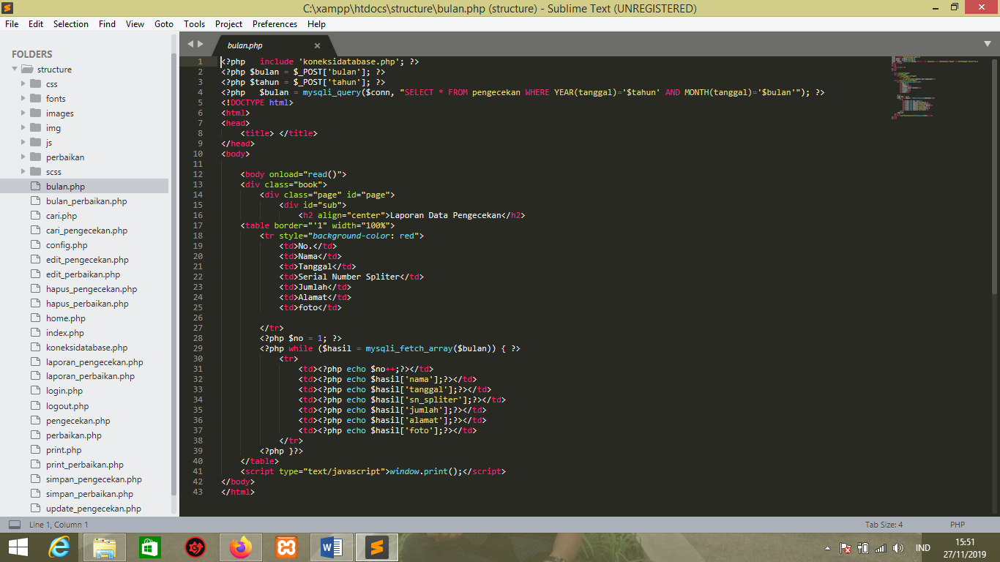 C:\xampp\htdocs\structure\bulan.php (structure) - Sublime Text (UNREGISTERED)
File Edit Selection Find View Goto Tools Project Preferences Help
FOLDERS
structure
css
fonts
images
img
js
perbaikan
scss
bulan.php
bulan_perbaikan.php
cari.php
cari_pengecekan.php
config.php
edit_pengecekan.php
edit_perbaikan.php
hapus_pengecekan.php
hapus_perbaikan.php
home.php
index.php
koneksidatabase.php
laporan_pengecekan.php
laporan_perbaikan.php
login.php
logout.php
pengecekan.php
perbaikan.php
print.php
print_perbaikan.php
simpan_pengecekan.php
simpan_perbaikan.php
update_pengecekan.php
bulan.php
1 <?php   include 'koneksidatabase.php'; ?>
2 <?php $bulan = $_POST['bulan']; ?>
3 <?php $tahun = $_POST['tahun']; ?>
4 <?php   $bulan = mysqli_query($conn, "SELECT * FROM pengecekan WHERE YEAR(tanggal)='$tahun' AND MONTH(tanggal)='$bulan'"); ?>
5 <!DOCTYPE html>
6 <html>
7 <head>
8     <title> </title>
9 </head>
10 <body>
11
12     <body onload="read()">
13     <div class="book">
14         <div class="page" id="page">
15             <div id="sub">
16                 <h2 align="center">Laporan Data Pengecekan</h2>
17     <table border="'1" width="100%">
18         <tr style="background-color: red">
19             <td>No.</td>
20             <td>Nama</td>
21             <td>Tanggal</td>
22             <td>Serial Number Spliter</td>
23             <td>Jumlah</td>
24             <td>Alamat</td>
25             <td>foto</td>
26
27         </tr>
28         <?php $no = 1; ?>
29         <?php while ($hasil = mysqli_fetch_array($bulan)) { ?>
30             <tr>
31                 <td><?php echo $no++;?></td>
32                 <td><?php echo $hasil['nama'];?></td>
33                 <td><?php echo $hasil['tanggal'];?></td>
34                 <td><?php echo $hasil['sn_spliter'];?></td>
35                 <td><?php echo $hasil['jumlah'];?></td>
36                 <td><?php echo $hasil['alamat'];?></td>
37                 <td><?php echo $hasil['foto'];?></td>
38             </tr>
39         <?php }?>
40     </table>
41     <script type="text/javascript">window.print();</script>
42 </body>
43 </html>
Line 1, Column 1
Tab Size: 4
PHP
IND
15:51
27/11/2019